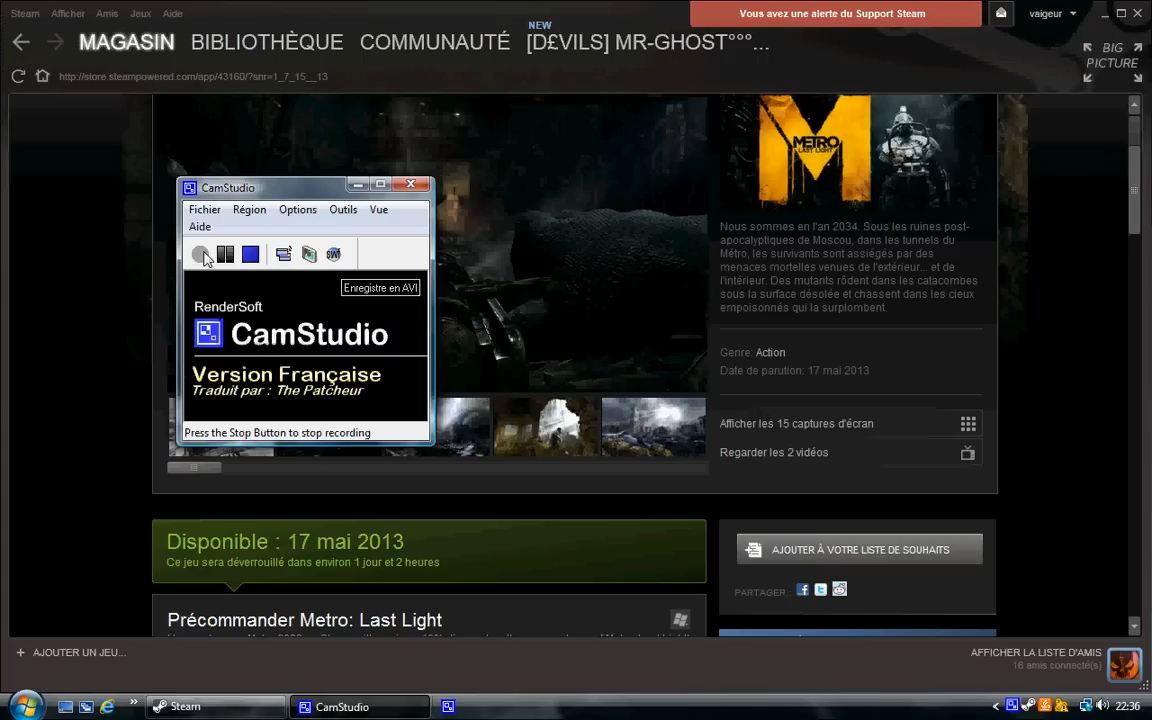 Steam Afficher Amis Jeux Aide
Vous avez une alerte du Support Steam
vaigeur
NEW
MAGASIN BIBLIOTHÈQUE COMMUNAUTÉ [D£VILS] MR-GHOST°°°...
BIG
PICTURE
http://store.steampowered.com/app/43160/?snr=1_7_15__13
METRO
LAST LIGHT
CamStudio
Fichier Région Options Outils Vue
Aide
SWF
Enregistre en AVI
RenderSoft
CamStudio
Version Française
Traduit par : The Patcheur
Press the Stop Button to stop recording
Nous sommes en l'an 2034. Sous les ruines post-
apocalyptiques de Moscou, dans les tunnels du
Métro, les survivants sont assiégés par des
menaces mortelles venues de l'extérieur... et de
l'intérieur. Des mutants rôdent dans les catacombes
sous la surface désolée et chassent dans les cieux
empoisonnés qui la surplombent.
Genre: Action
Date de parution: 17 mai 2013
Afficher les 15 captures d'écran
Regarder les 2 vidéos
Disponible : 17 mai 2013
Ce jeu sera déverrouillé dans environ 1 jour et 2 heures
AJOUTER À VOTRE LISTE DE SOUHAITS
PARTAGER:
Précommander Metro: Last Light
AJOUTER UN JEU...
AFFICHER LA LISTE D'AMIS
16 amis connecté(s)
Steam
CamStudio
22:36